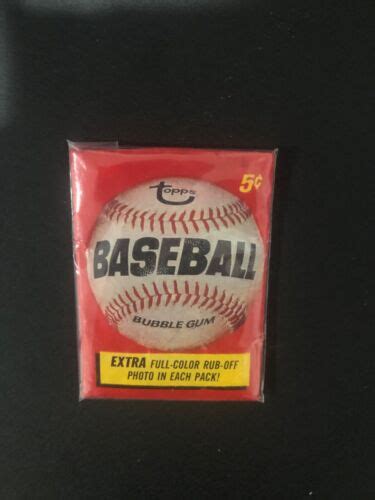 topps
5¢
BASEBALL
BUBBLE GUM
EXTRA FULL-COLOR RUB-OFF
PHOTO IN EACH PACK!